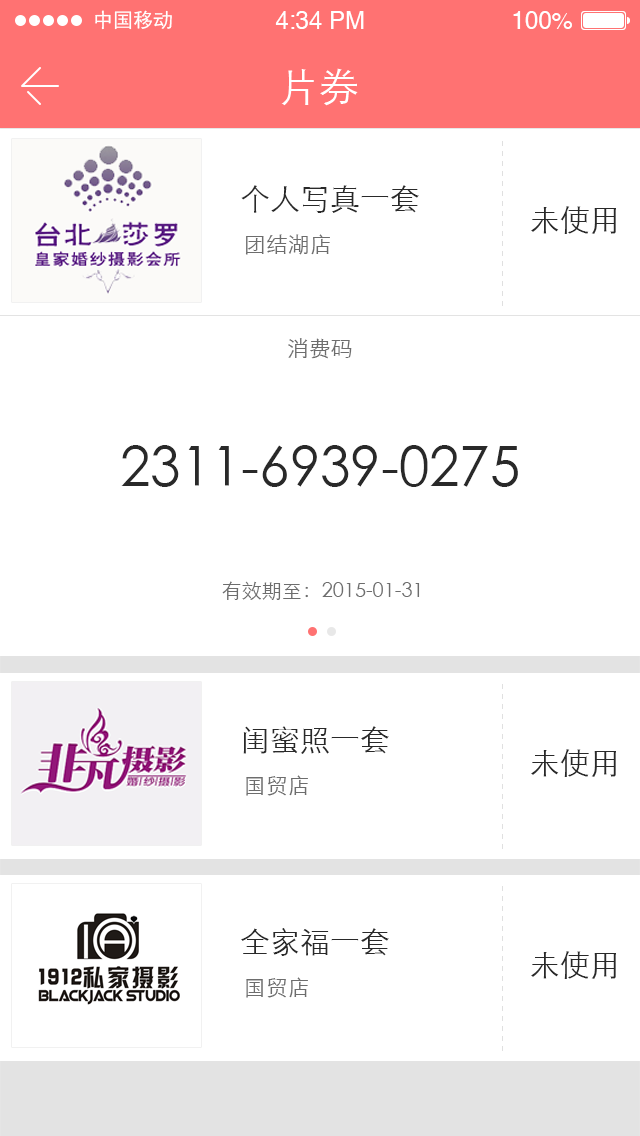 中国移动 4:34 PM 100%
片券
台北莎罗
皇家婚纱摄影会所
个人写真一套
团结湖店
未使用
消费码
2311-6939-0275
有效期至：2015-01-31
非凡摄影
婚纱摄影
闺蜜照一套
国贸店
未使用
1912私家摄影
BLACKJACK STUDIO
全家福一套
国贸店
未使用